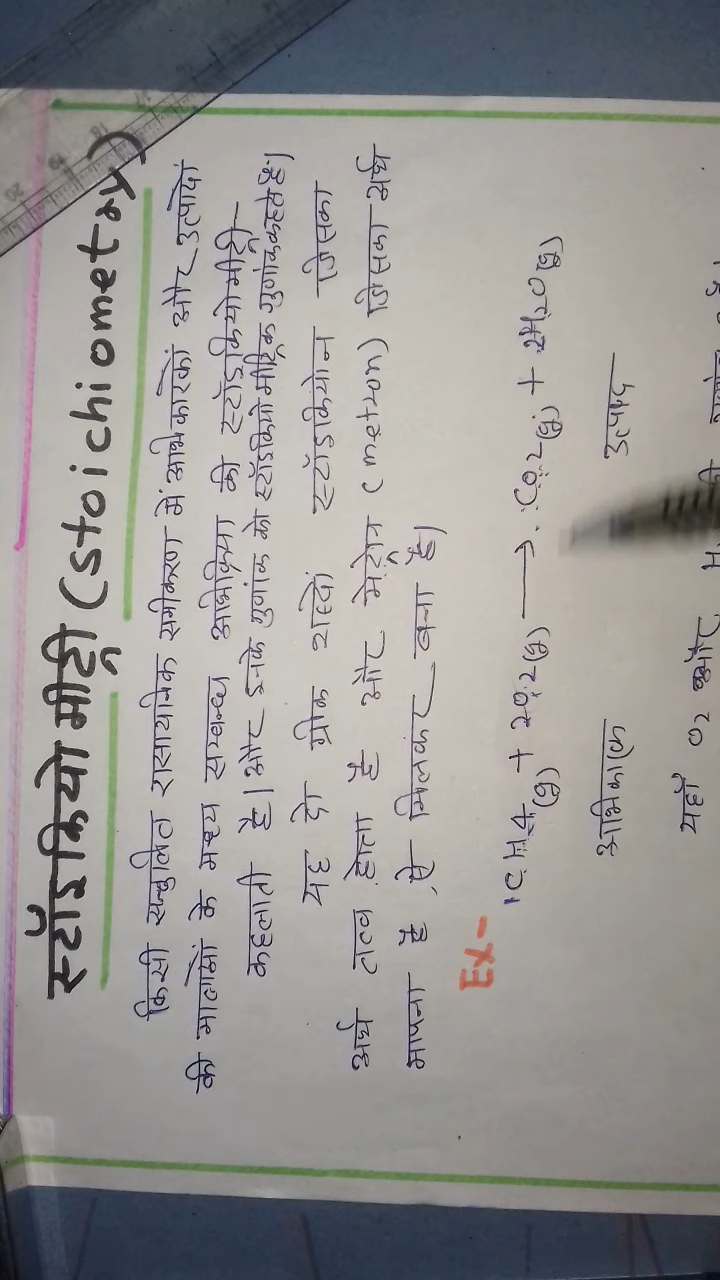 स्टॉइकियोमीट्री (stoichiometry)
किसी सन्तुलित रासायनिक समीकरण में अभिकारकों और उत्पादों
की मात्राओं के मध्य सम्बन्ध अभिक्रिया की स्टॉइकियोमीट्री
कहलाती है। और इनके गुणांक को स्टॉइकियोमीट्रिक गुणांक कहते हैं।
यह दो ग्रीक शब्दों स्टॉइकियोन जिसका
अर्थ तत्व होता है और मेट्रोन (metron) जिसका अर्थ
मापना है, से मिलकर बना है।
Ex-
1CH4(g) + 2O2(g) → CO2(g) + 2H2O(g)
अभिकारक उत्पाद
यहाँ O2 और